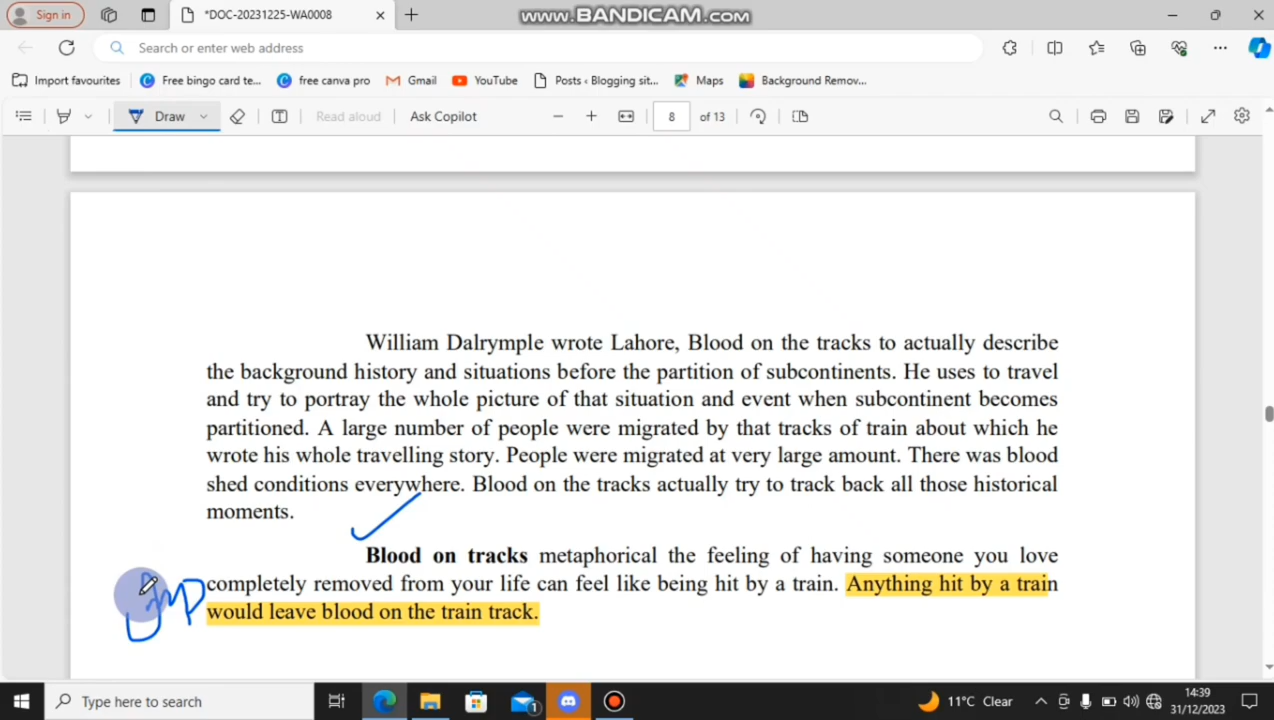 Sign in
*DOC-20231225-WA0008
www.BANDICAM.com
Search or enter web address
Import favourites
Free bingo card te...
free canva pro
Gmail
YouTube
Posts ‹ Blogging sit...
Maps
Background Remov...
Draw
Read aloud
Ask Copilot
8 of 13
William Dalrymple wrote Lahore, Blood on the tracks to actually describe
the background history and situations before the partition of subcontinents. He uses to travel
and try to portray the whole picture of that situation and event when subcontinent becomes
partitioned. A large number of people were migrated by that tracks of train about which he
wrote his whole travelling story. People were migrated at very large amount. There was blood
shed conditions everywhere. Blood on the tracks actually try to track back all those historical
moments.
Blood on tracks metaphorical the feeling of having someone you love
completely removed from your life can feel like being hit by a train. Anything hit by a train
would leave blood on the train track.
Imp
Type here to search
1
11°C Clear
14:39
31/12/2023